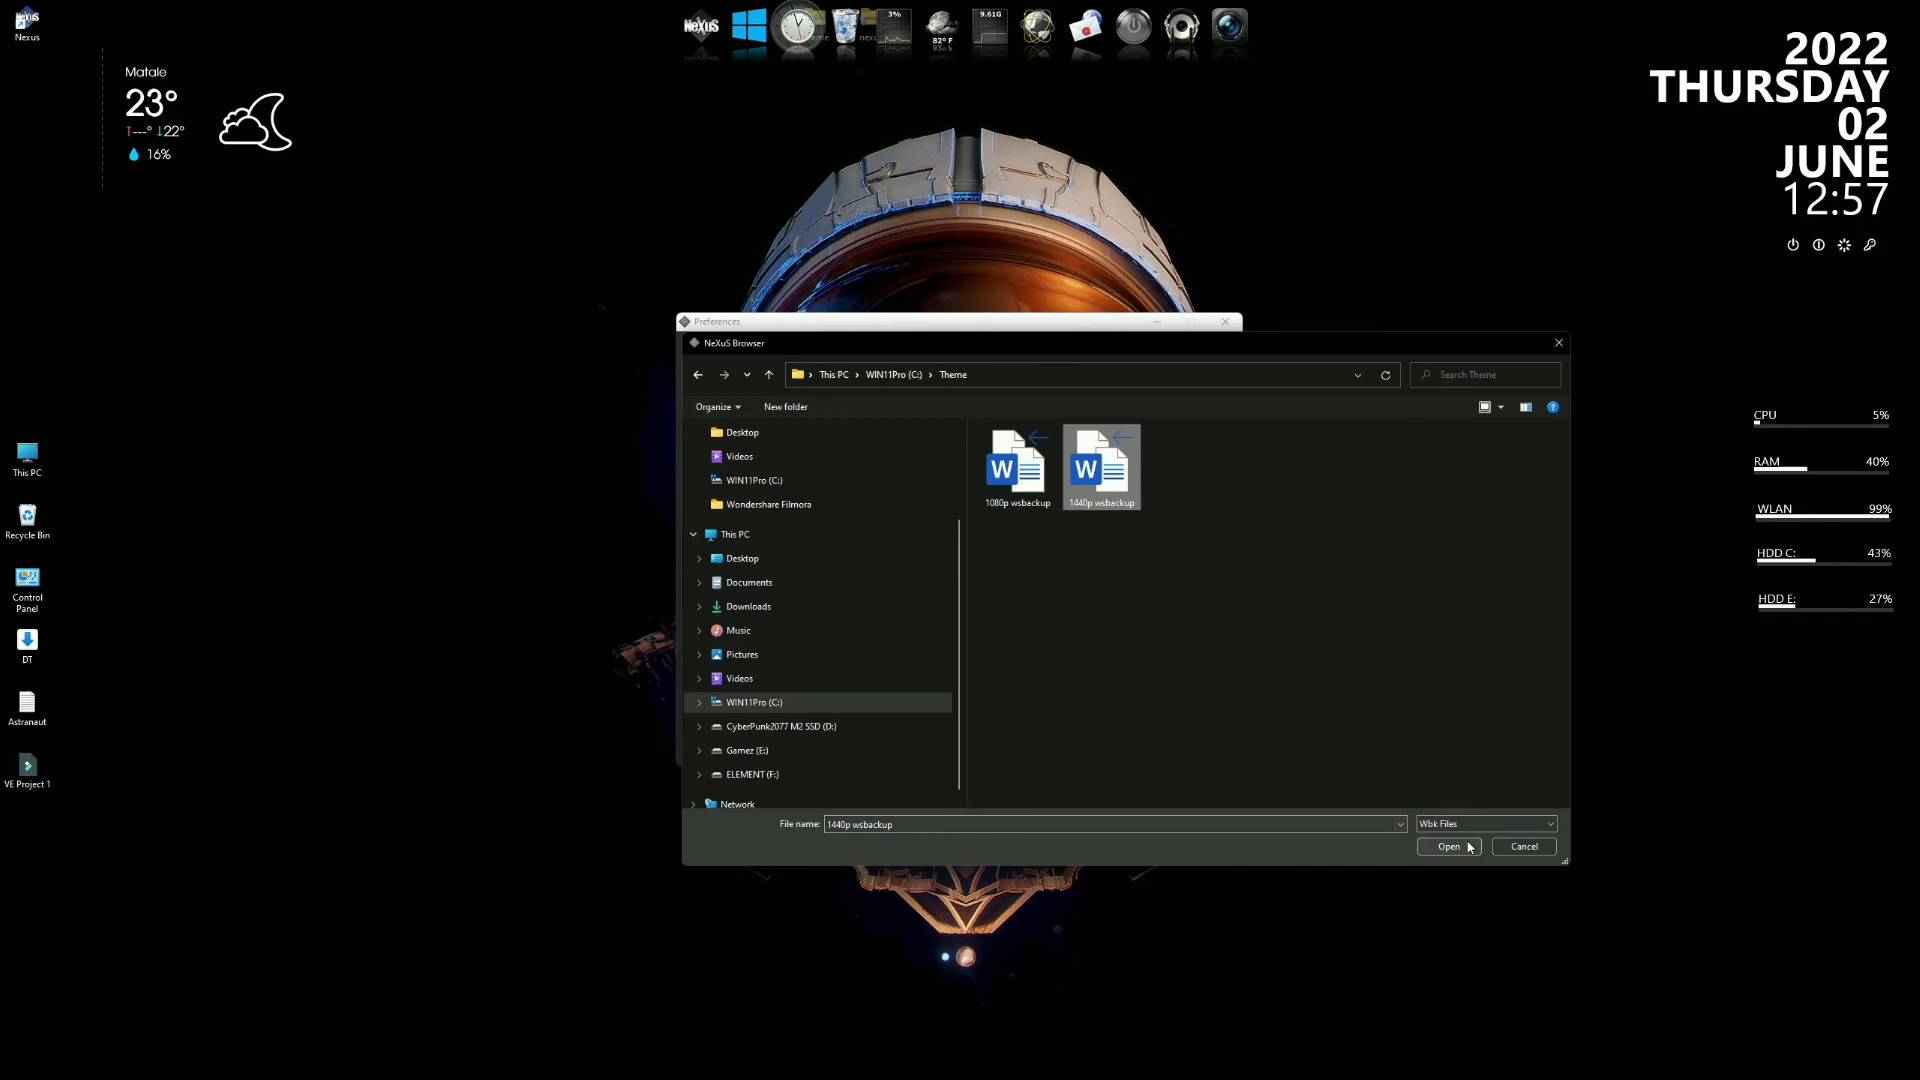 Nexus
NeXuS
3%
82° F
9.61G
Matale
23°
↑---° ↓22°
16%
2022
THURSDAY
02
JUNE
12:57
Preferences
NeXuS Browser
This PC › WIN11Pro (C:) › Theme
Search Theme
Organize
New folder
Desktop
Videos
WIN11Pro (C:)
Wondershare Filmora
This PC
Desktop
Documents
Downloads
Music
Pictures
Videos
WIN11Pro (C:)
CyberPunk2077 M2 SSD (D:)
Gamez (E:)
ELEMENT (F:)
Network
W
1080p wsbackup
W
1440p wsbackup
File name: 1440p wsbackup
Wbk Files
Open
Cancel
This PC
Recycle Bin
Control
Panel
DT
Astranaut
VE Project 1
CPU 5%
RAM 40%
WLAN 99%
HDD C: 43%
HDD E: 27%